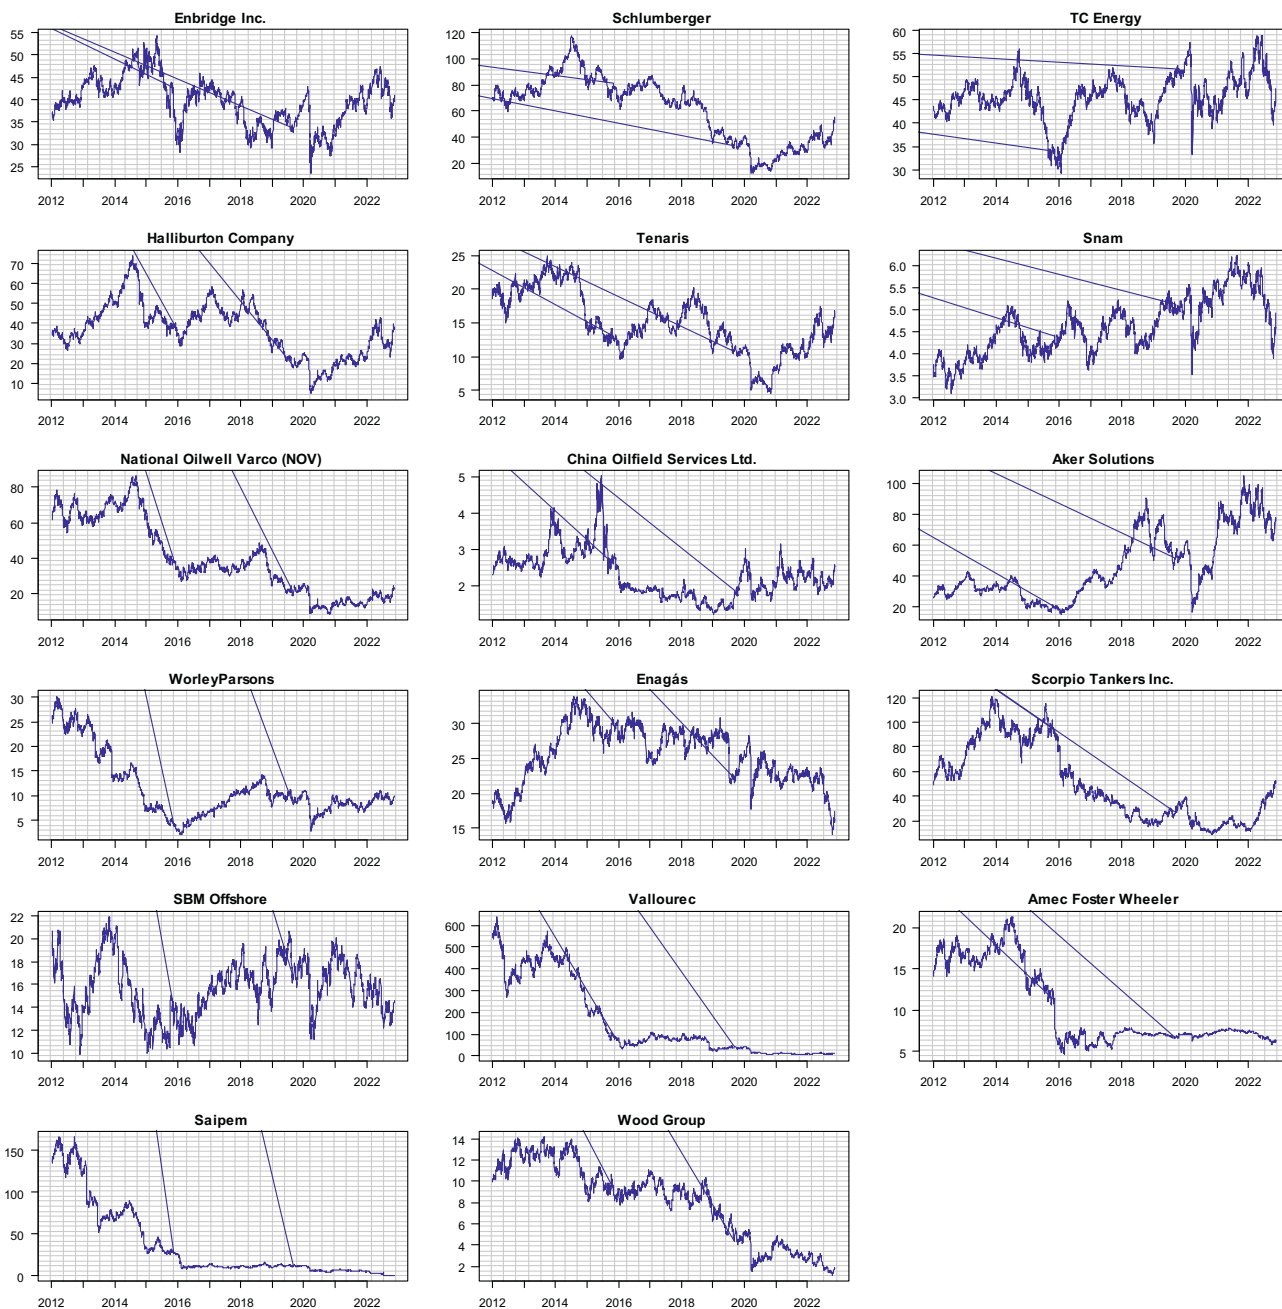 Enbridge Inc.
55
50
45
40
35
30
25
2012 2014 2016 2018 2020 2022
Schlumberger
120
100
80
60
40
20
2012 2014 2016 2018 2020 2022
TC Energy
60
55
50
45
40
35
30
2012 2014 2016 2018 2020 2022
Halliburton Company
70
60
50
40
30
20
10
2012 2014 2016 2018 2020 2022
Tenaris
25
20
15
10
5
2012 2014 2016 2018 2020 2022
Snam
6.0
5.5
5.0
4.5
4.0
3.5
3.0
2012 2014 2016 2018 2020 2022
National Oilwell Varco (NOV)
80
60
40
20
2012 2014 2016 2018 2020 2022
China Oilfield Services Ltd.
5
4
3
2
2012 2014 2016 2018 2020 2022
Aker Solutions
100
80
60
40
20
2012 2014 2016 2018 2020 2022
WorleyParsons
30
25
20
15
10
5
2012 2014 2016 2018 2020 2022
Enagás
30
25
20
15
2012 2014 2016 2018 2020 2022
Scorpio Tankers Inc.
120
100
80
60
40
20
2012 2014 2016 2018 2020 2022
SBM Offshore
22
20
18
16
14
12
10
2012 2014 2016 2018 2020 2022
Vallourec
600
500
400
300
200
100
0
2012 2014 2016 2018 2020 2022
Amec Foster Wheeler
20
15
10
5
2012 2014 2016 2018 2020 2022
Saipem
150
100
50
0
2012 2014 2016 2018 2020 2022
Wood Group
14
12
10
8
6
4
2
2012 2014 2016 2018 2020 2022